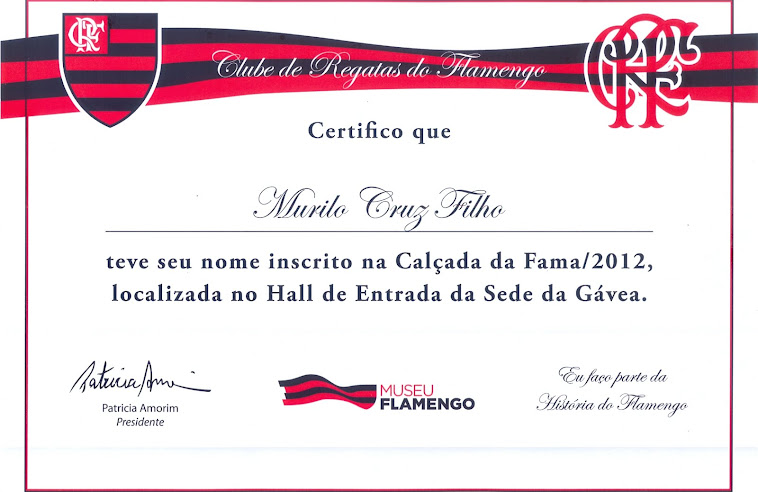 Clube de Regatas do Flamengo
Certifico que
Murilo Cruz Filho
teve seu nome inscrito na Calçada da Fama/2012,
localizada no Hall de Entrada da Sede da Gávea.
Patricia Amorim
Patricia Amorim
Presidente
MUSEU
FLAMENGO
Eu faço parte da
História do Flamengo